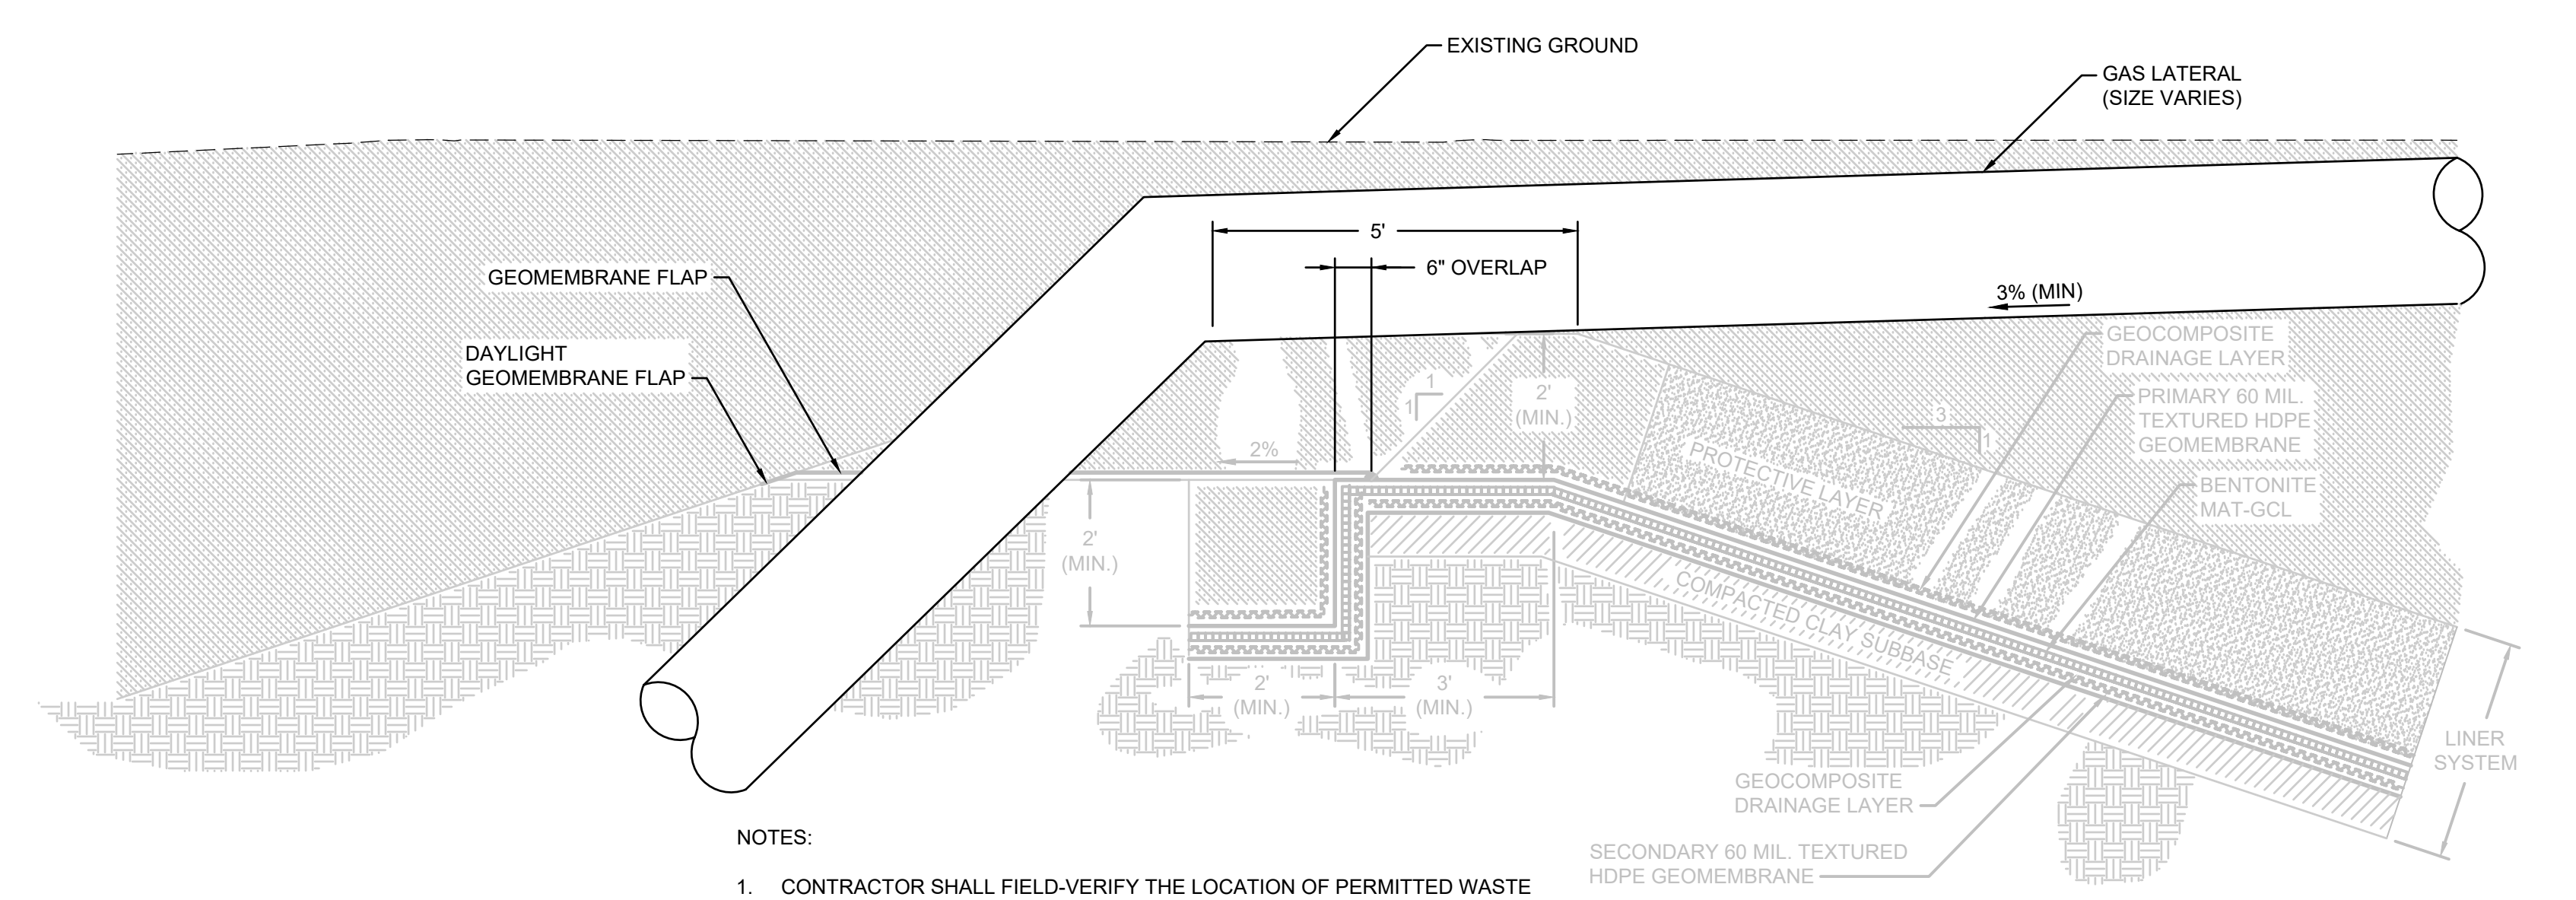 EXISTING GROUND
GAS LATERAL
(SIZE VARIES)
5'
6" OVERLAP
GEOMEMBRANE FLAP
3% (MIN)
DAYLIGHT
GEOMEMBRANE FLAP
GEOCOMPOSITE
DRAINAGE LAYER
1
1
2'
(MIN.)
3
1
PRIMARY 60 MIL.
TEXTURED HDPE
GEOMEMBRANE
2%
PROTECTIVE LAYER
BENTONITE
MAT-GCL
2'
(MIN.)
COMPACTED CLAY SUBBASE
2'
(MIN.)
3'
(MIN.)
LINER
SYSTEM
GEOCOMPOSITE
DRAINAGE LAYER
SECONDARY 60 MIL. TEXTURED
HDPE GEOMEMBRANE
NOTES:
1. CONTRACTOR SHALL FIELD-VERIFY THE LOCATION OF PERMITTED WASTE